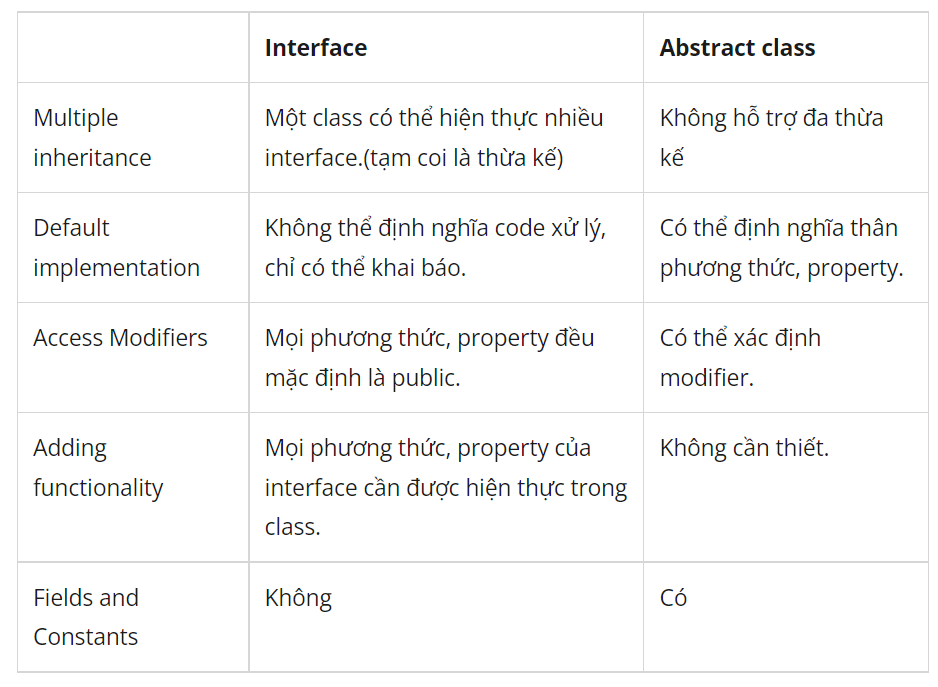 Interface
Abstract class
Multiple
inheritance
Một class có thể hiện thực nhiều
interface.(tạm coi là thừa kế)
Không hỗ trợ đa thừa
kế
Default
implementation
Không thể định nghĩa code xử lý,
chỉ có thể khai báo.
Có thể định nghĩa thân
phương thức, property.
Access Modifiers
Mọi phương thức, property đều
mặc định là public.
Có thể xác định
modifier.
Adding
functionality
Mọi phương thức, property của
interface cần được hiện thực trong
class.
Không cần thiết.
Fields and
Constants
Không
Có